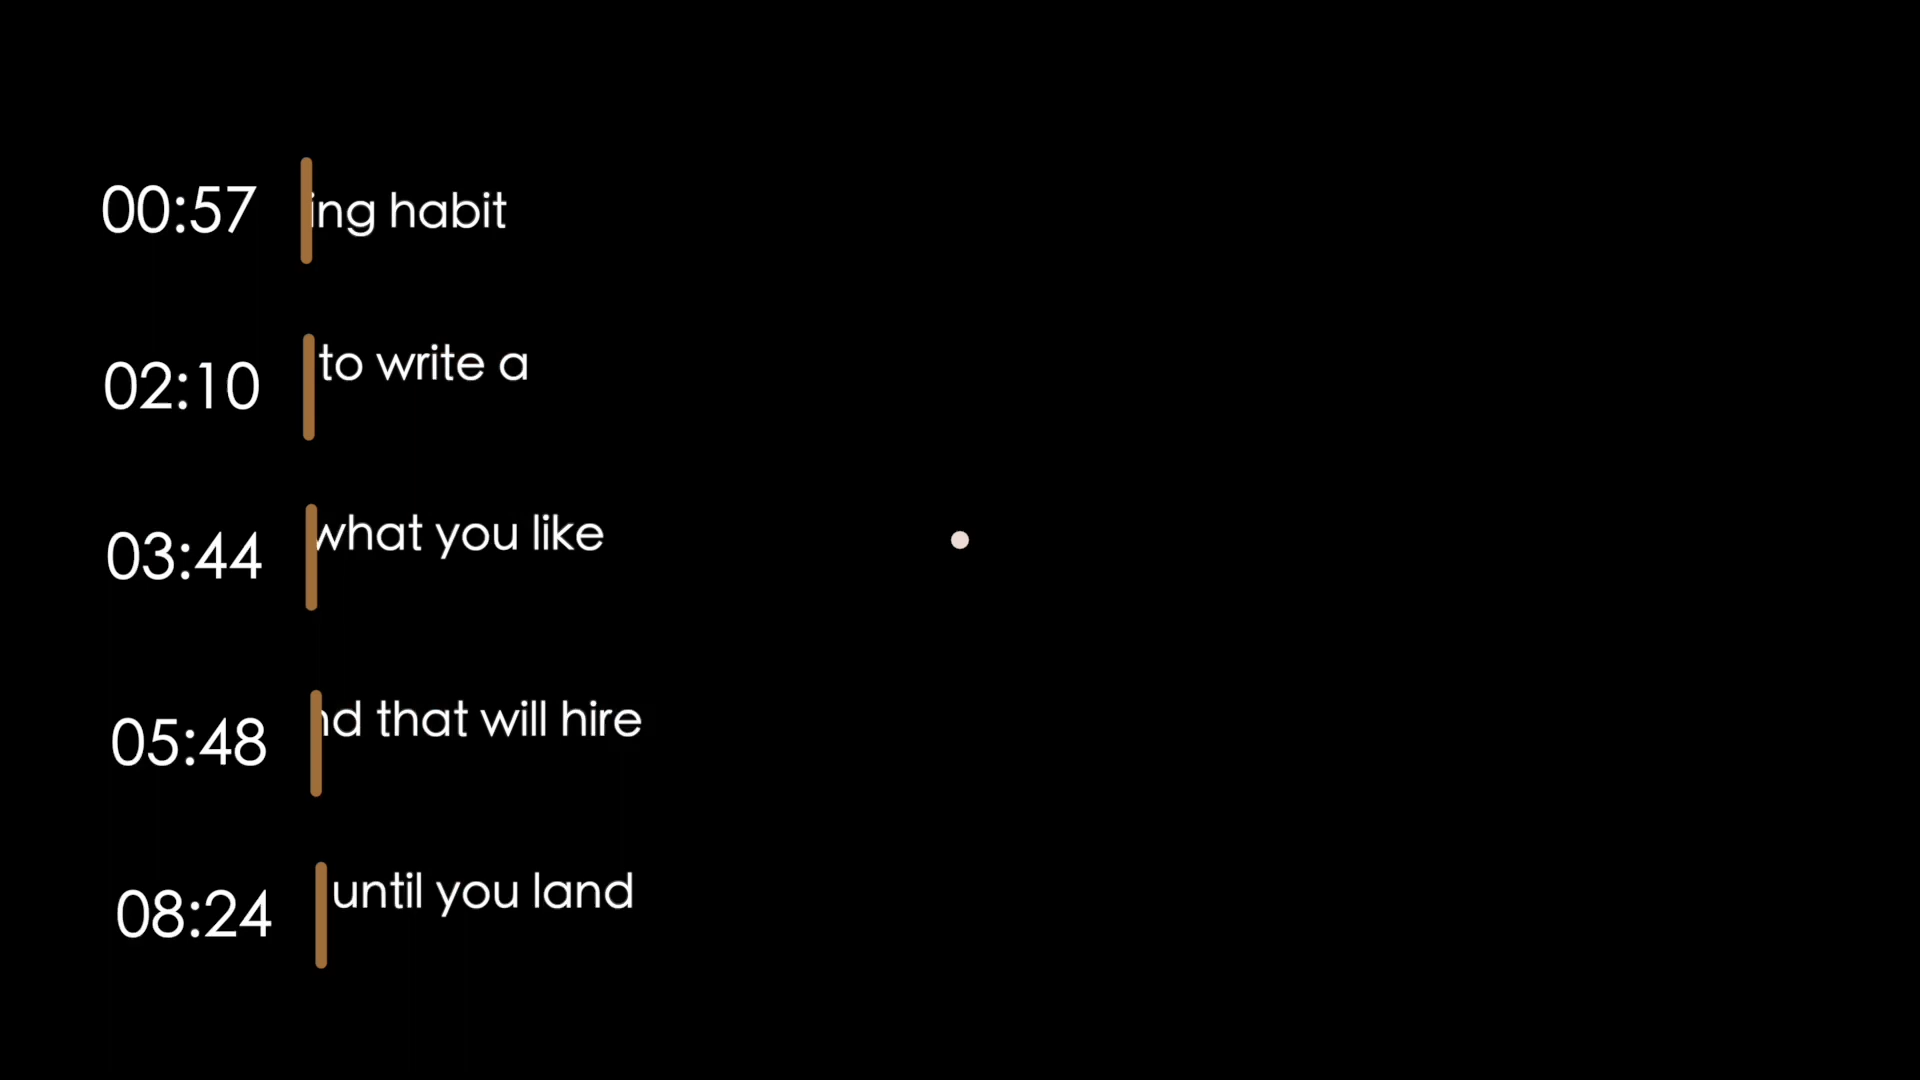 00:57 ing habit
02:10 to write a
03:44 what you like
05:48 nd that will hire
08:24 until you land